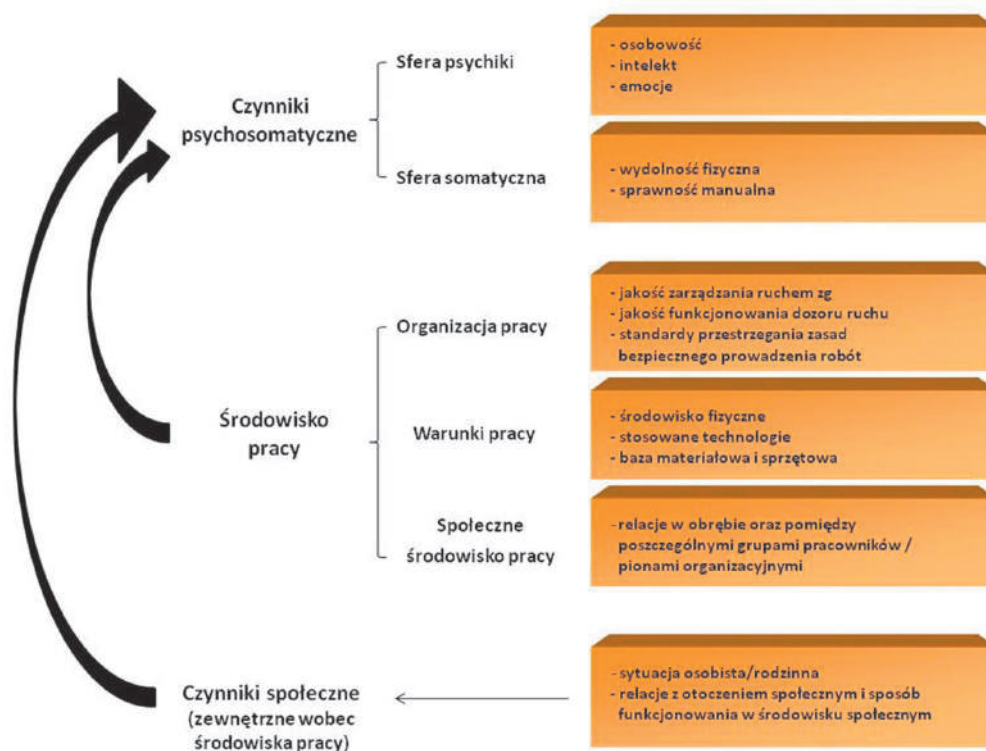 Czynniki
psychosomatyczne
Sfera psychiki
- osobowość
- intelekt
- emocje
Sfera somatyczna
- wydolność fizyczna
- sprawność manualna
Środowisko
pracy
Organizacja pracy
- jakość zarządzania ruchem zg
- jakość funkcjonowania dozoru ruchu
- standardy przestrzegania zasad
bezpiecznego prowadzenia robót
Warunki pracy
- środowisko fizyczne
- stosowane technologie
- baza materiałowa i sprzętowa
Społeczne
środowisko pracy
- relacje w obrębie oraz pomiędzy
poszczególnymi grupami pracowników /
pionami organizacyjnymi
Czynniki społeczne
(zewnętrzne wobec
środowiska pracy)
- sytuacja osobista/rodzinna
- relacje z otoczeniem społecznym i sposób
funkcjonowania w środowisku społecznym